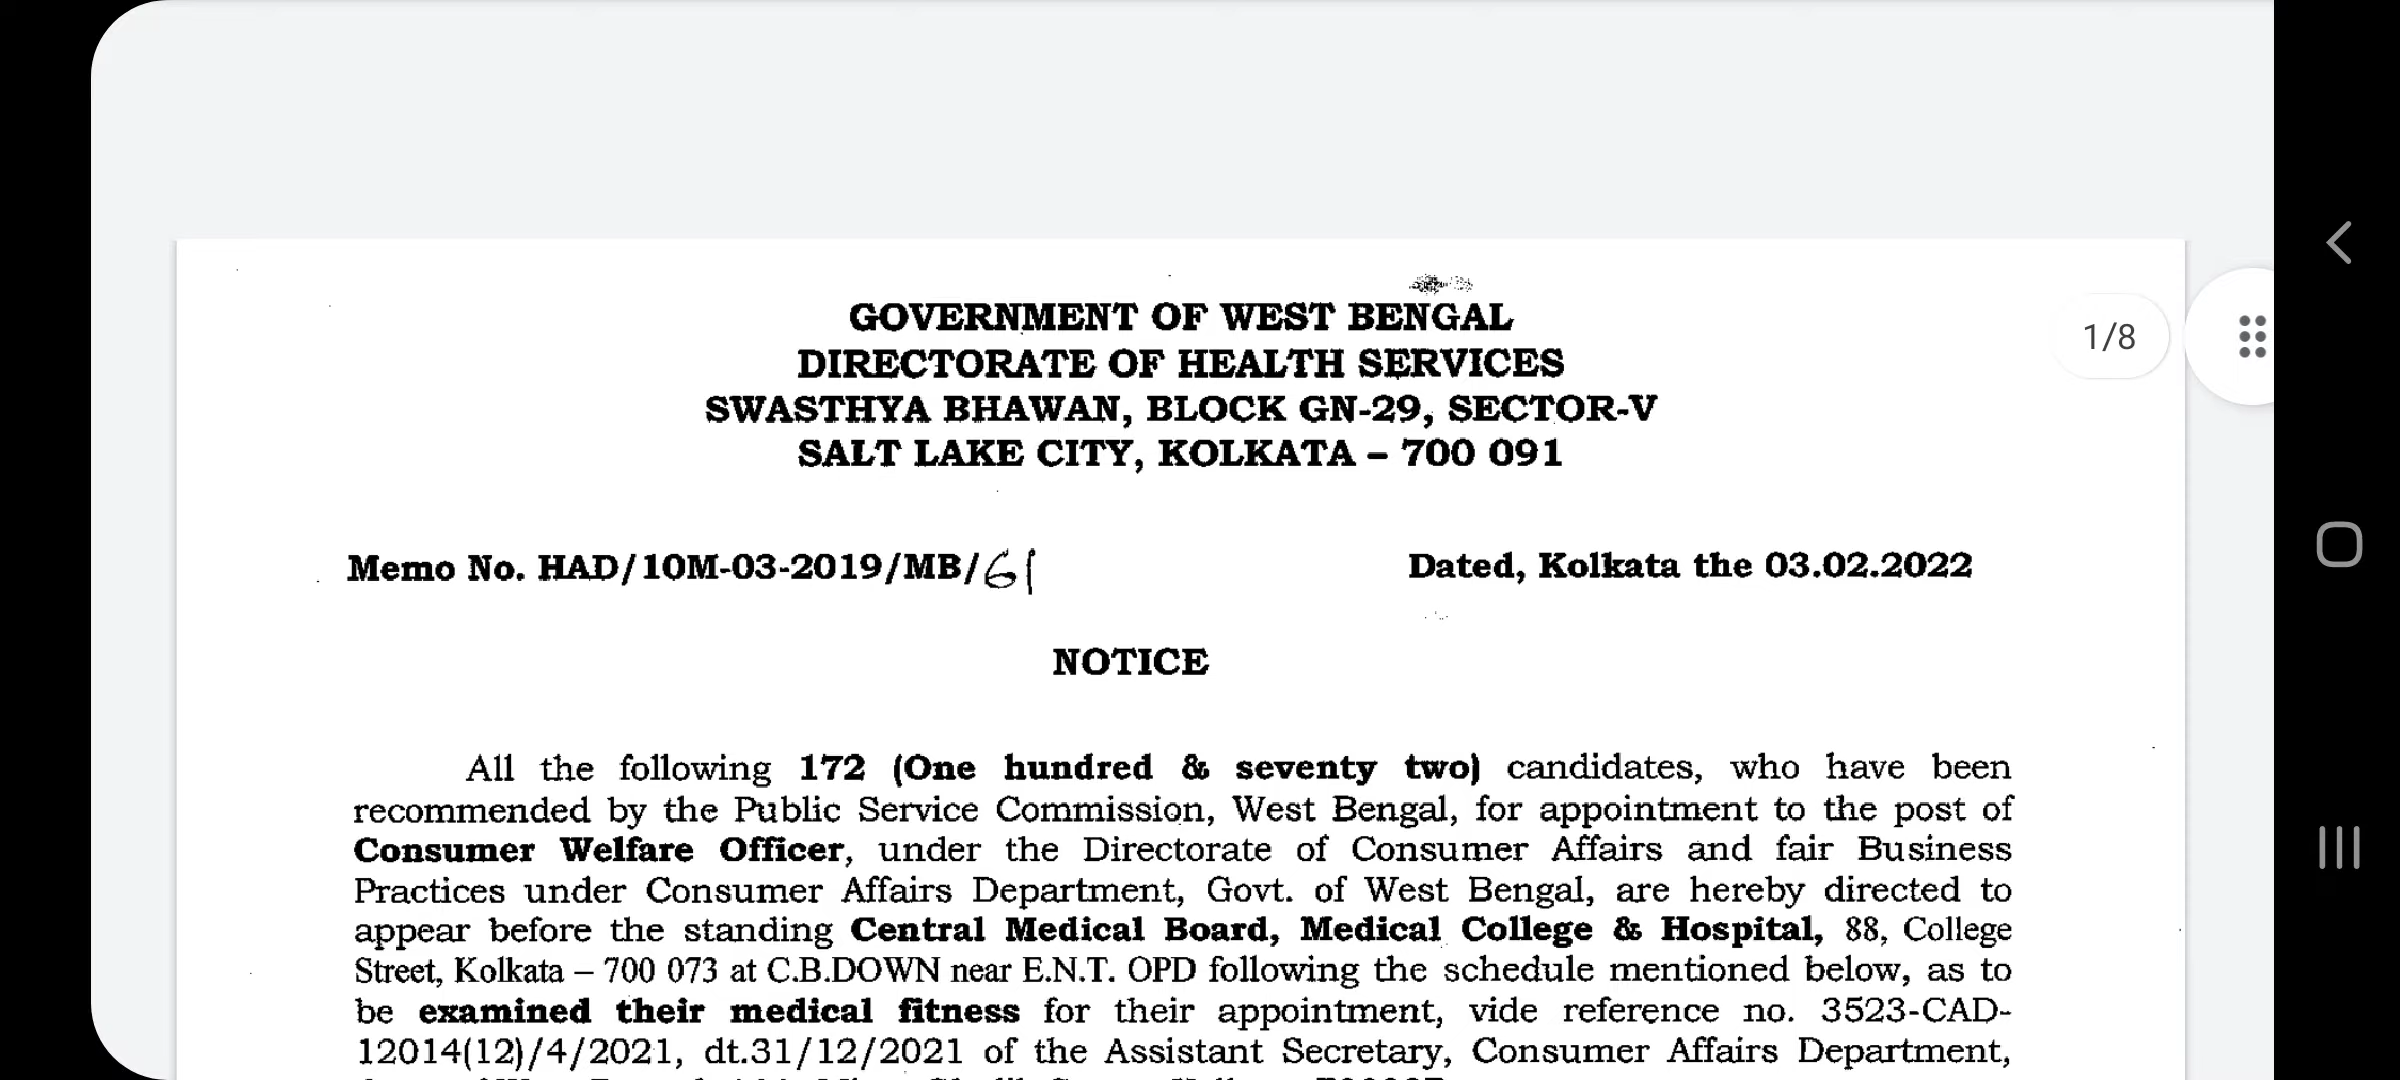 GOVERNMENT OF WEST BENGAL
DIRECTORATE OF HEALTH SERVICES
SWASTHYA BHAWAN, BLOCK GN-29, SECTOR-V
SALT LAKE CITY, KOLKATA – 700 091
1/8
Memo No. HAD/10M-03-2019/MB/61
Dated, Kolkata the 03.02.2022
NOTICE
All the following 172 (One hundred & seventy two) candidates, who have been
recommended by the Public Service Commission, West Bengal, for appointment to the post of
Consumer Welfare Officer, under the Directorate of Consumer Affairs and fair Business
Practices under Consumer Affairs Department, Govt. of West Bengal, are hereby directed to
appear before the standing Central Medical Board, Medical College & Hospital, 88, College
Street, Kolkata – 700 073 at C.B.DOWN near E.N.T. OPD following the schedule mentioned below, as to
be examined their medical fitness for their appointment, vide reference no. 3523-CAD-
12014(12)/4/2021, dt.31/12/2021 of the Assistant Secretary, Consumer Affairs Department,